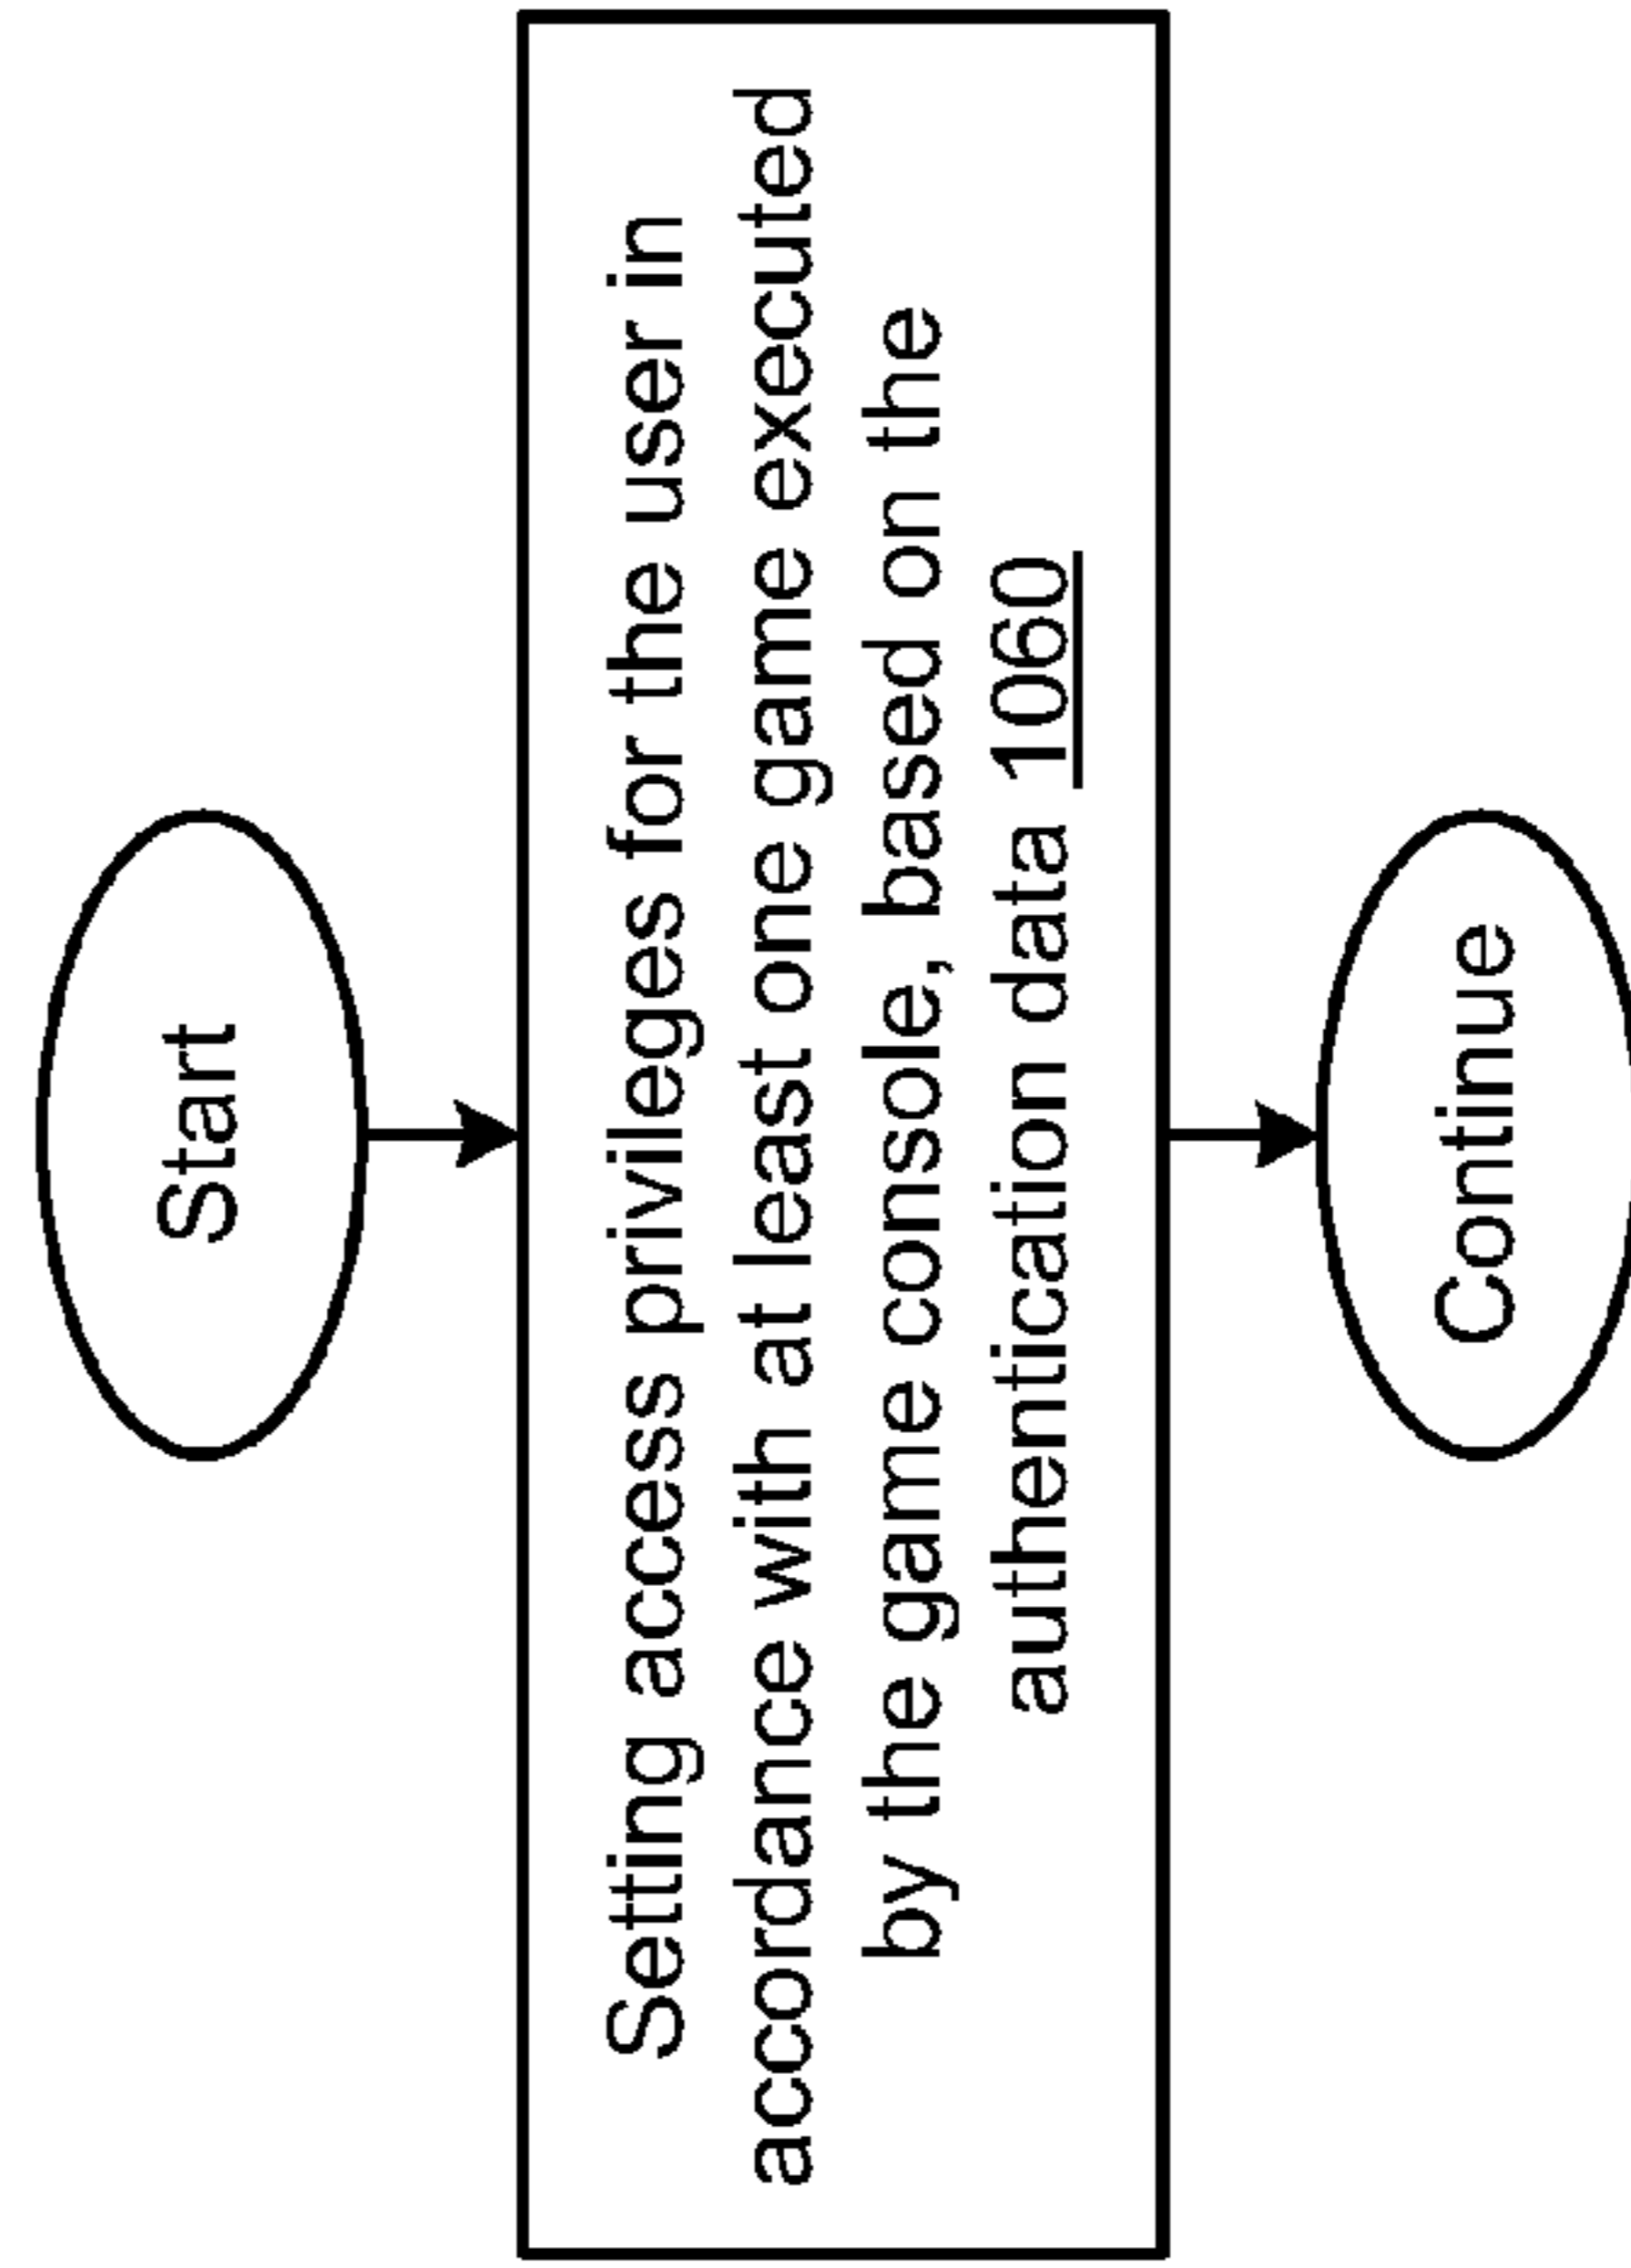 Start
Setting access privileges for the user in
accordance with at least one game executed
by the game console, based on the
authentication data 1060
Continue